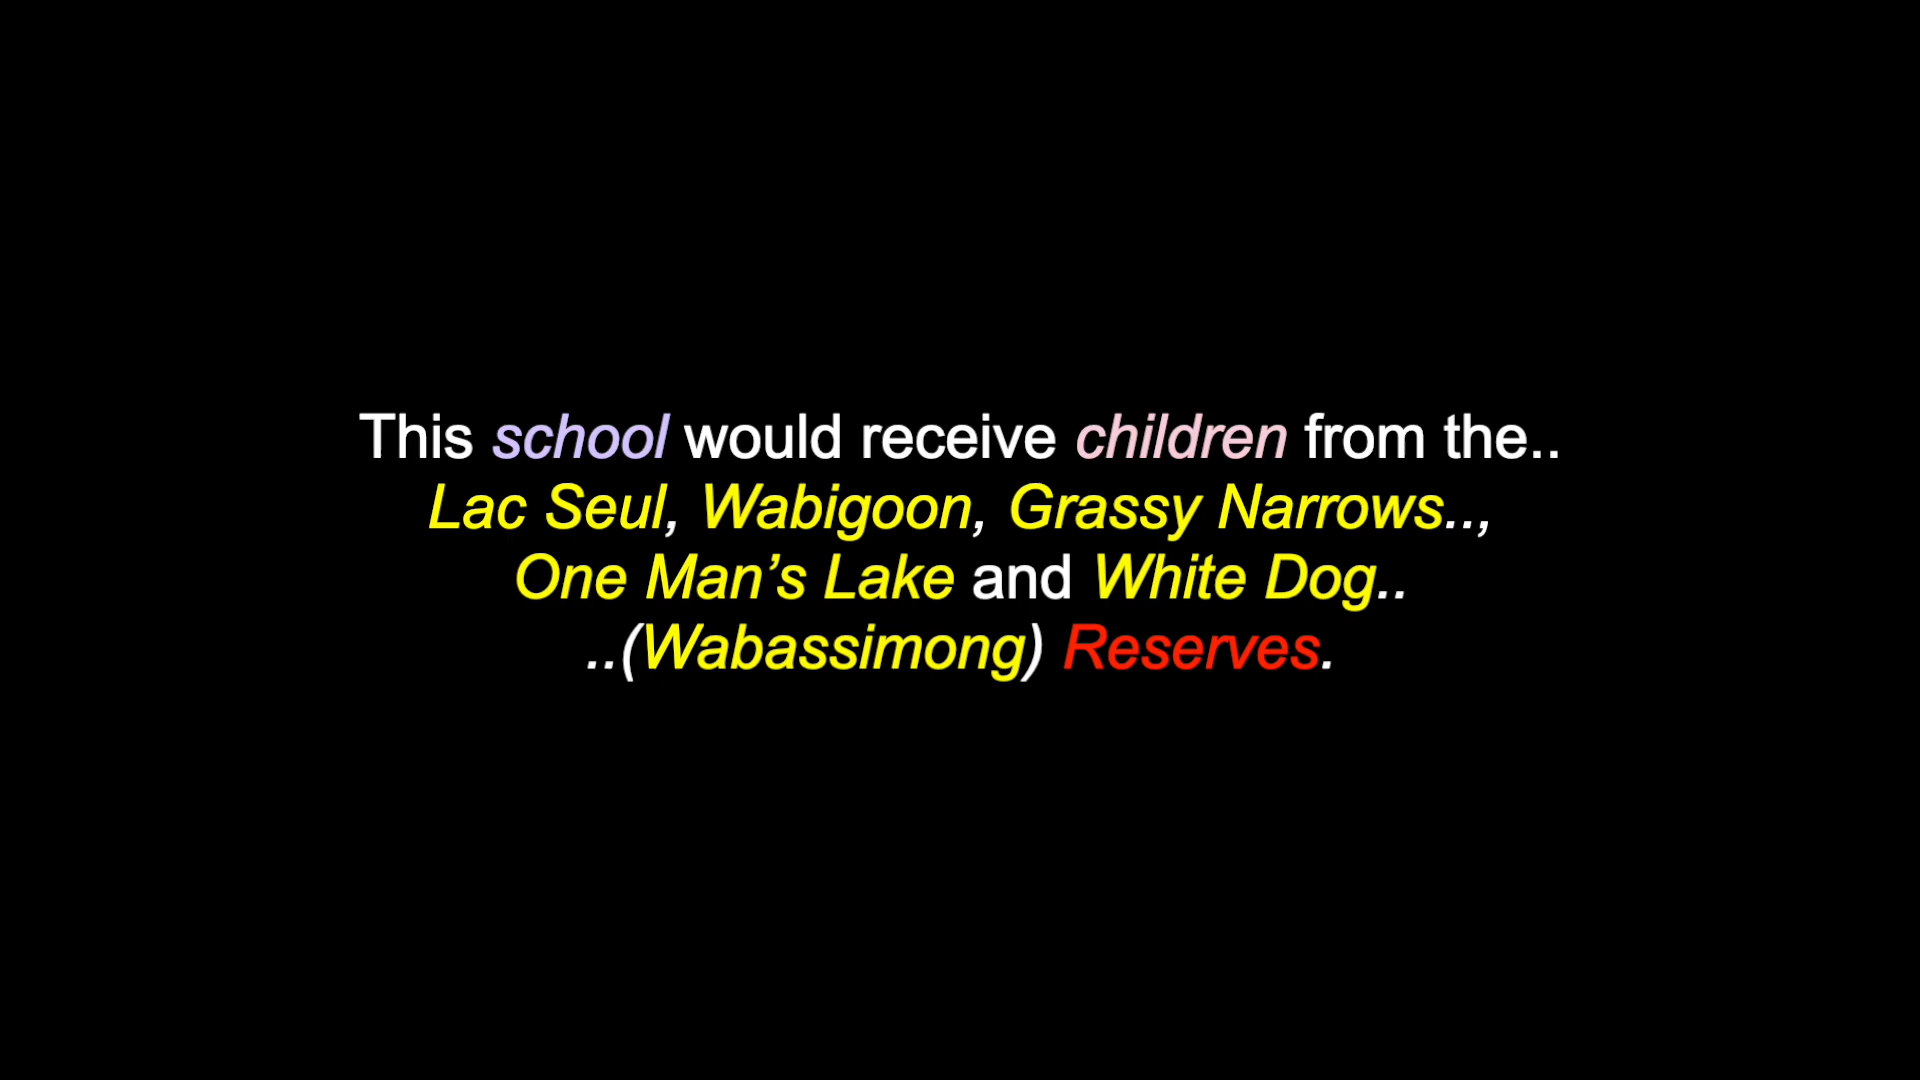 This school would receive children from the..
Lac Seul, Wabigoon, Grassy Narrows..,
One Man’s Lake and White Dog..
..(Wabassimong) Reserves.